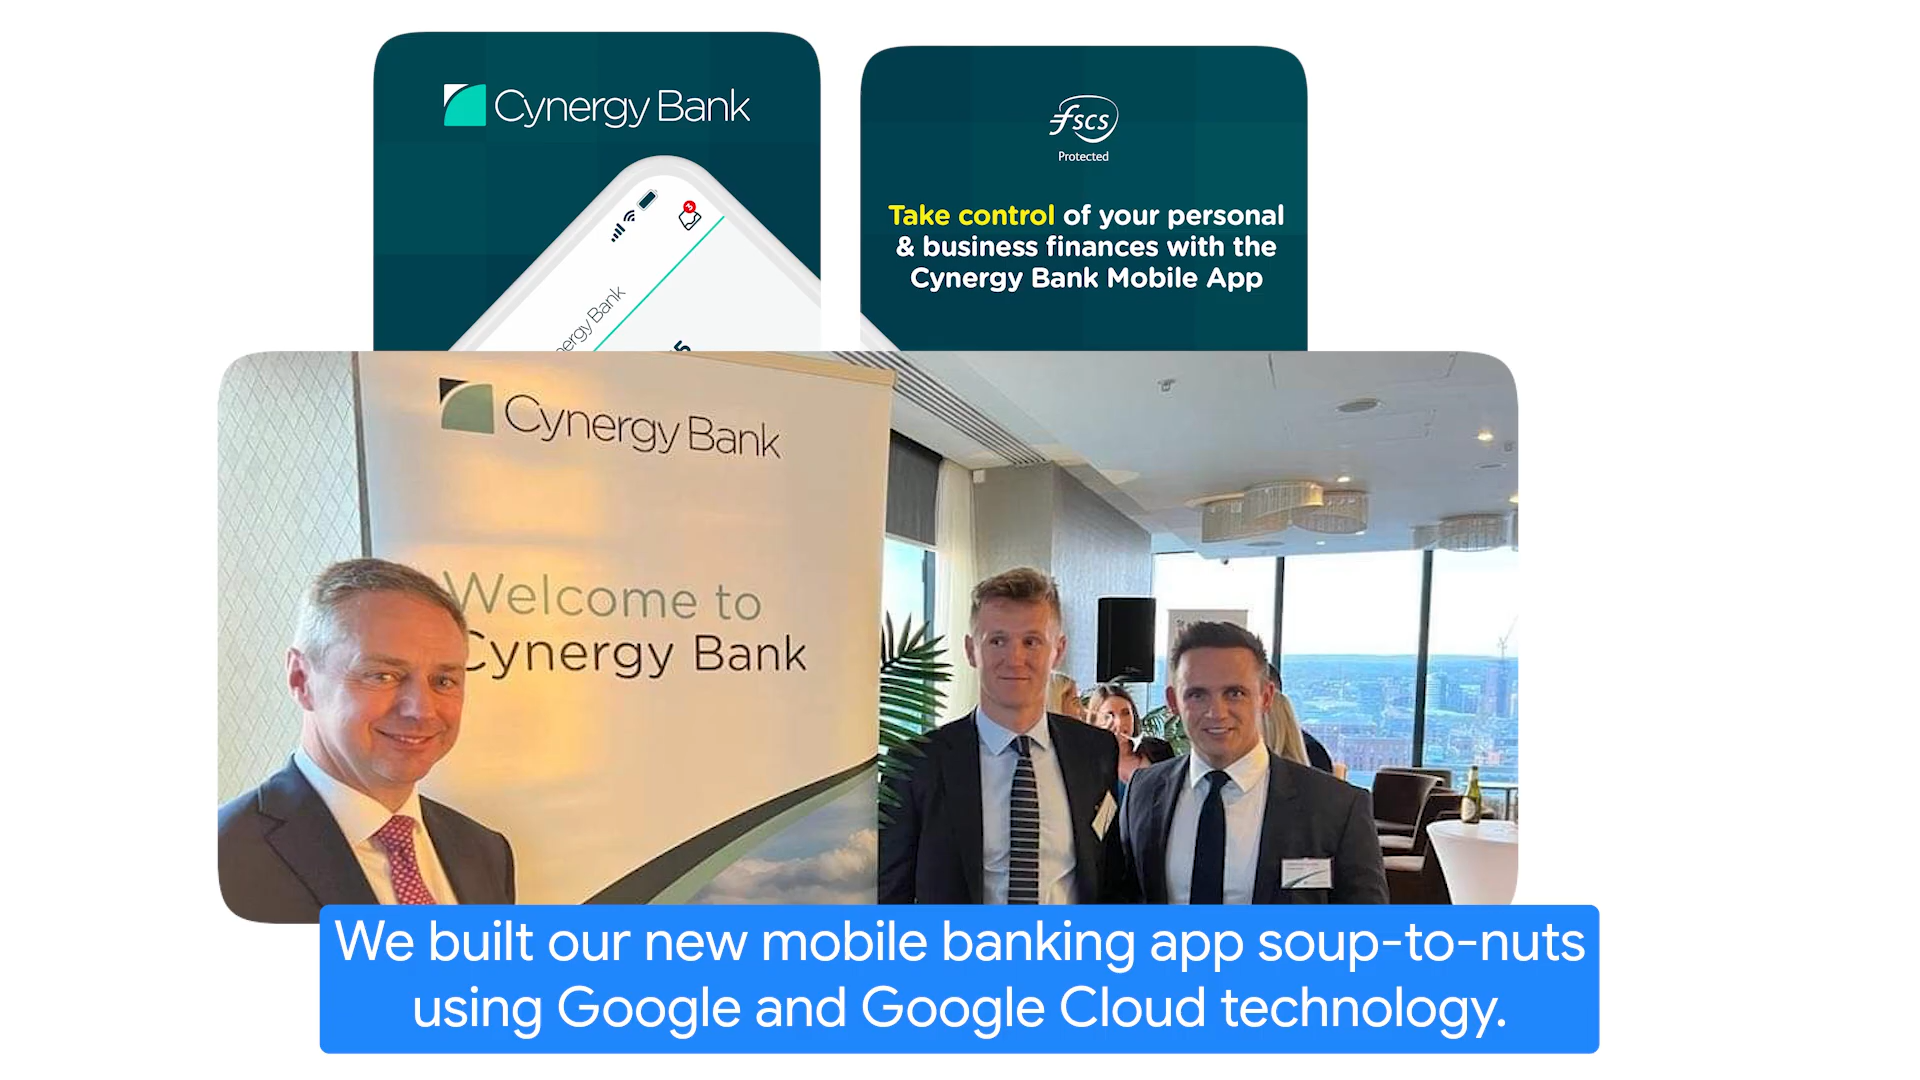 Cynergy Bank
3
ergy Bank
fscs
Protected
Take control of your personal
& business finances with the
Cynergy Bank Mobile App
Cynergy Bank
Welcome to
Cynergy Bank
We built our new mobile banking app soup-to-nuts
using Google and Google Cloud technology.